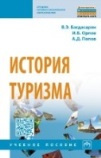 В.Э. Багдасарян
И.Б. Орлов
А.Д. Попов
ИСТОРИЯ
ТУРИЗМА
УЧЕБНОЕ ПОСОБИЕ